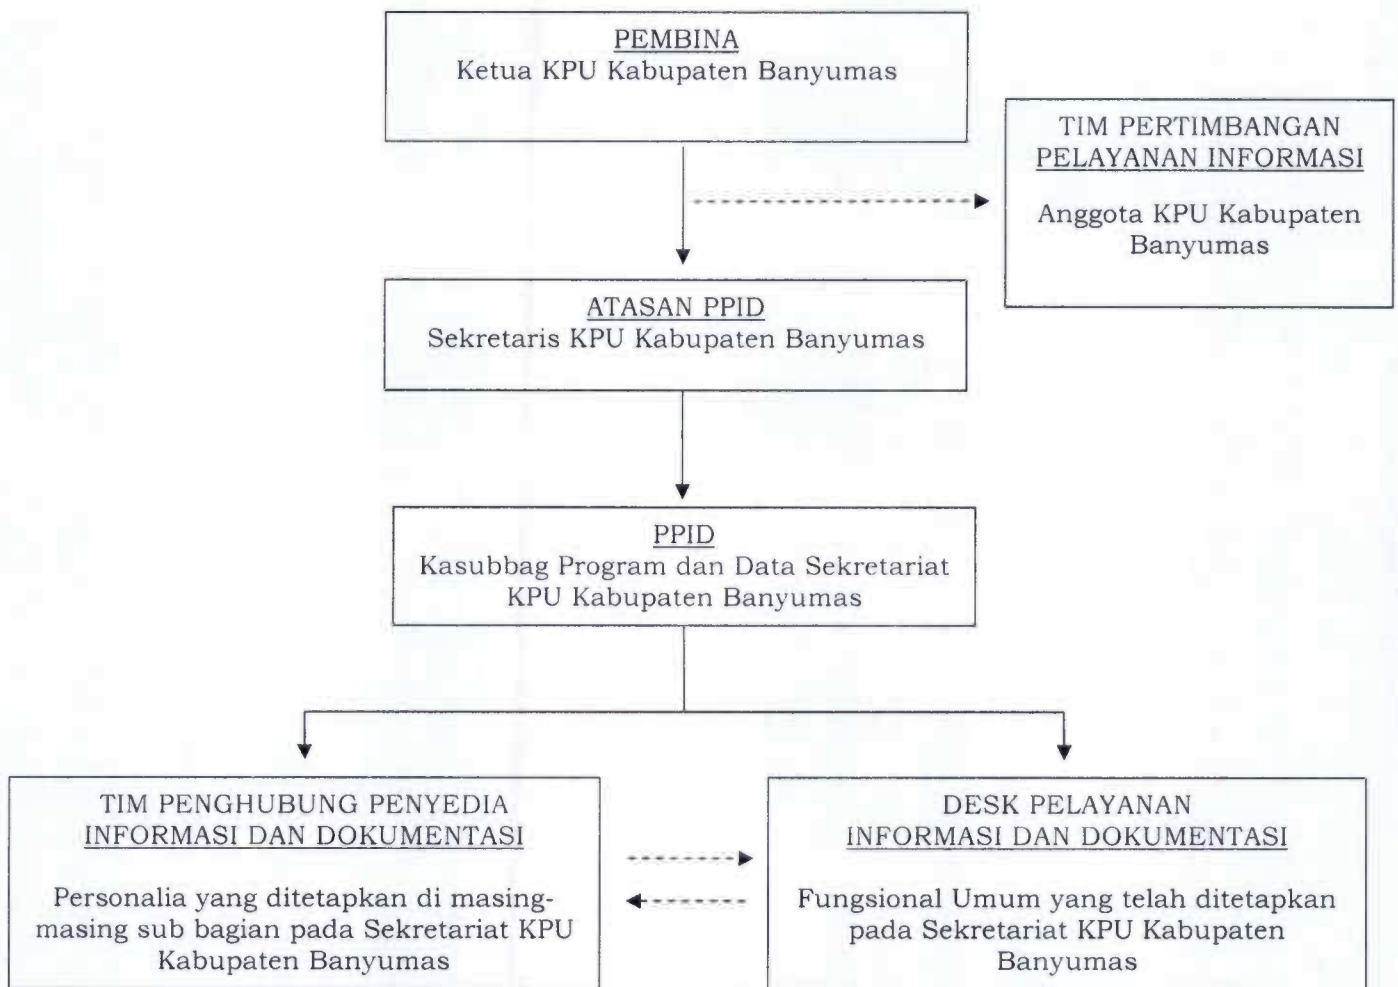 PEMBINA
Ketua KPU Kabupaten Banyumas
TIM PERTIMBANGAN
PELAYANAN INFORMASI
Anggota KPU Kabupaten
Banyumas
ATASAN PPID
Sekretaris KPU Kabupaten Banyumas
PPID
Kasubbag Program dan Data Sekretariat
KPU Kabupaten Banyumas
TIM PENGHUBUNG PENYEDIA
INFORMASI DAN DOKUMENTASI
Personalia yang ditetapkan di masing-
masing sub bagian pada Sekretariat KPU
Kabupaten Banyumas
DESK PELAYANAN
INFORMASI DAN DOKUMENTASI
Fungsional Umum yang telah ditetapkan
pada Sekretariat KPU Kabupaten
Banyumas